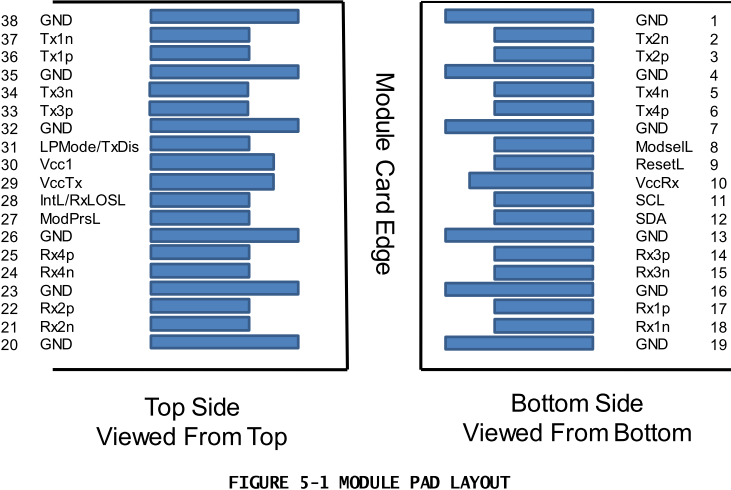 38 GND
37 Tx1n
36 Tx1p
35 GND
34 Tx3n
33 Tx3p
32 GND
31 LPMode/TxDis
30 Vcc1
29 VccTx
28 IntL/RxLOSL
27 ModPrsL
26 GND
25 Rx4p
24 Rx4n
23 GND
22 Rx2p
21 Rx2n
20 GND
Module Card Edge
GND 1
Tx2n 2
Tx2p 3
GND 4
Tx4n 5
Tx4p 6
GND 7
ModselL 8
ResetL 9
VccRx 10
SCL 11
SDA 12
GND 13
Rx3p 14
Rx3n 15
GND 16
Rx1p 17
Rx1n 18
GND 19
Top Side
Viewed From Top
Bottom Side
Viewed From Bottom
FIGURE 5-1 MODULE PAD LAYOUT